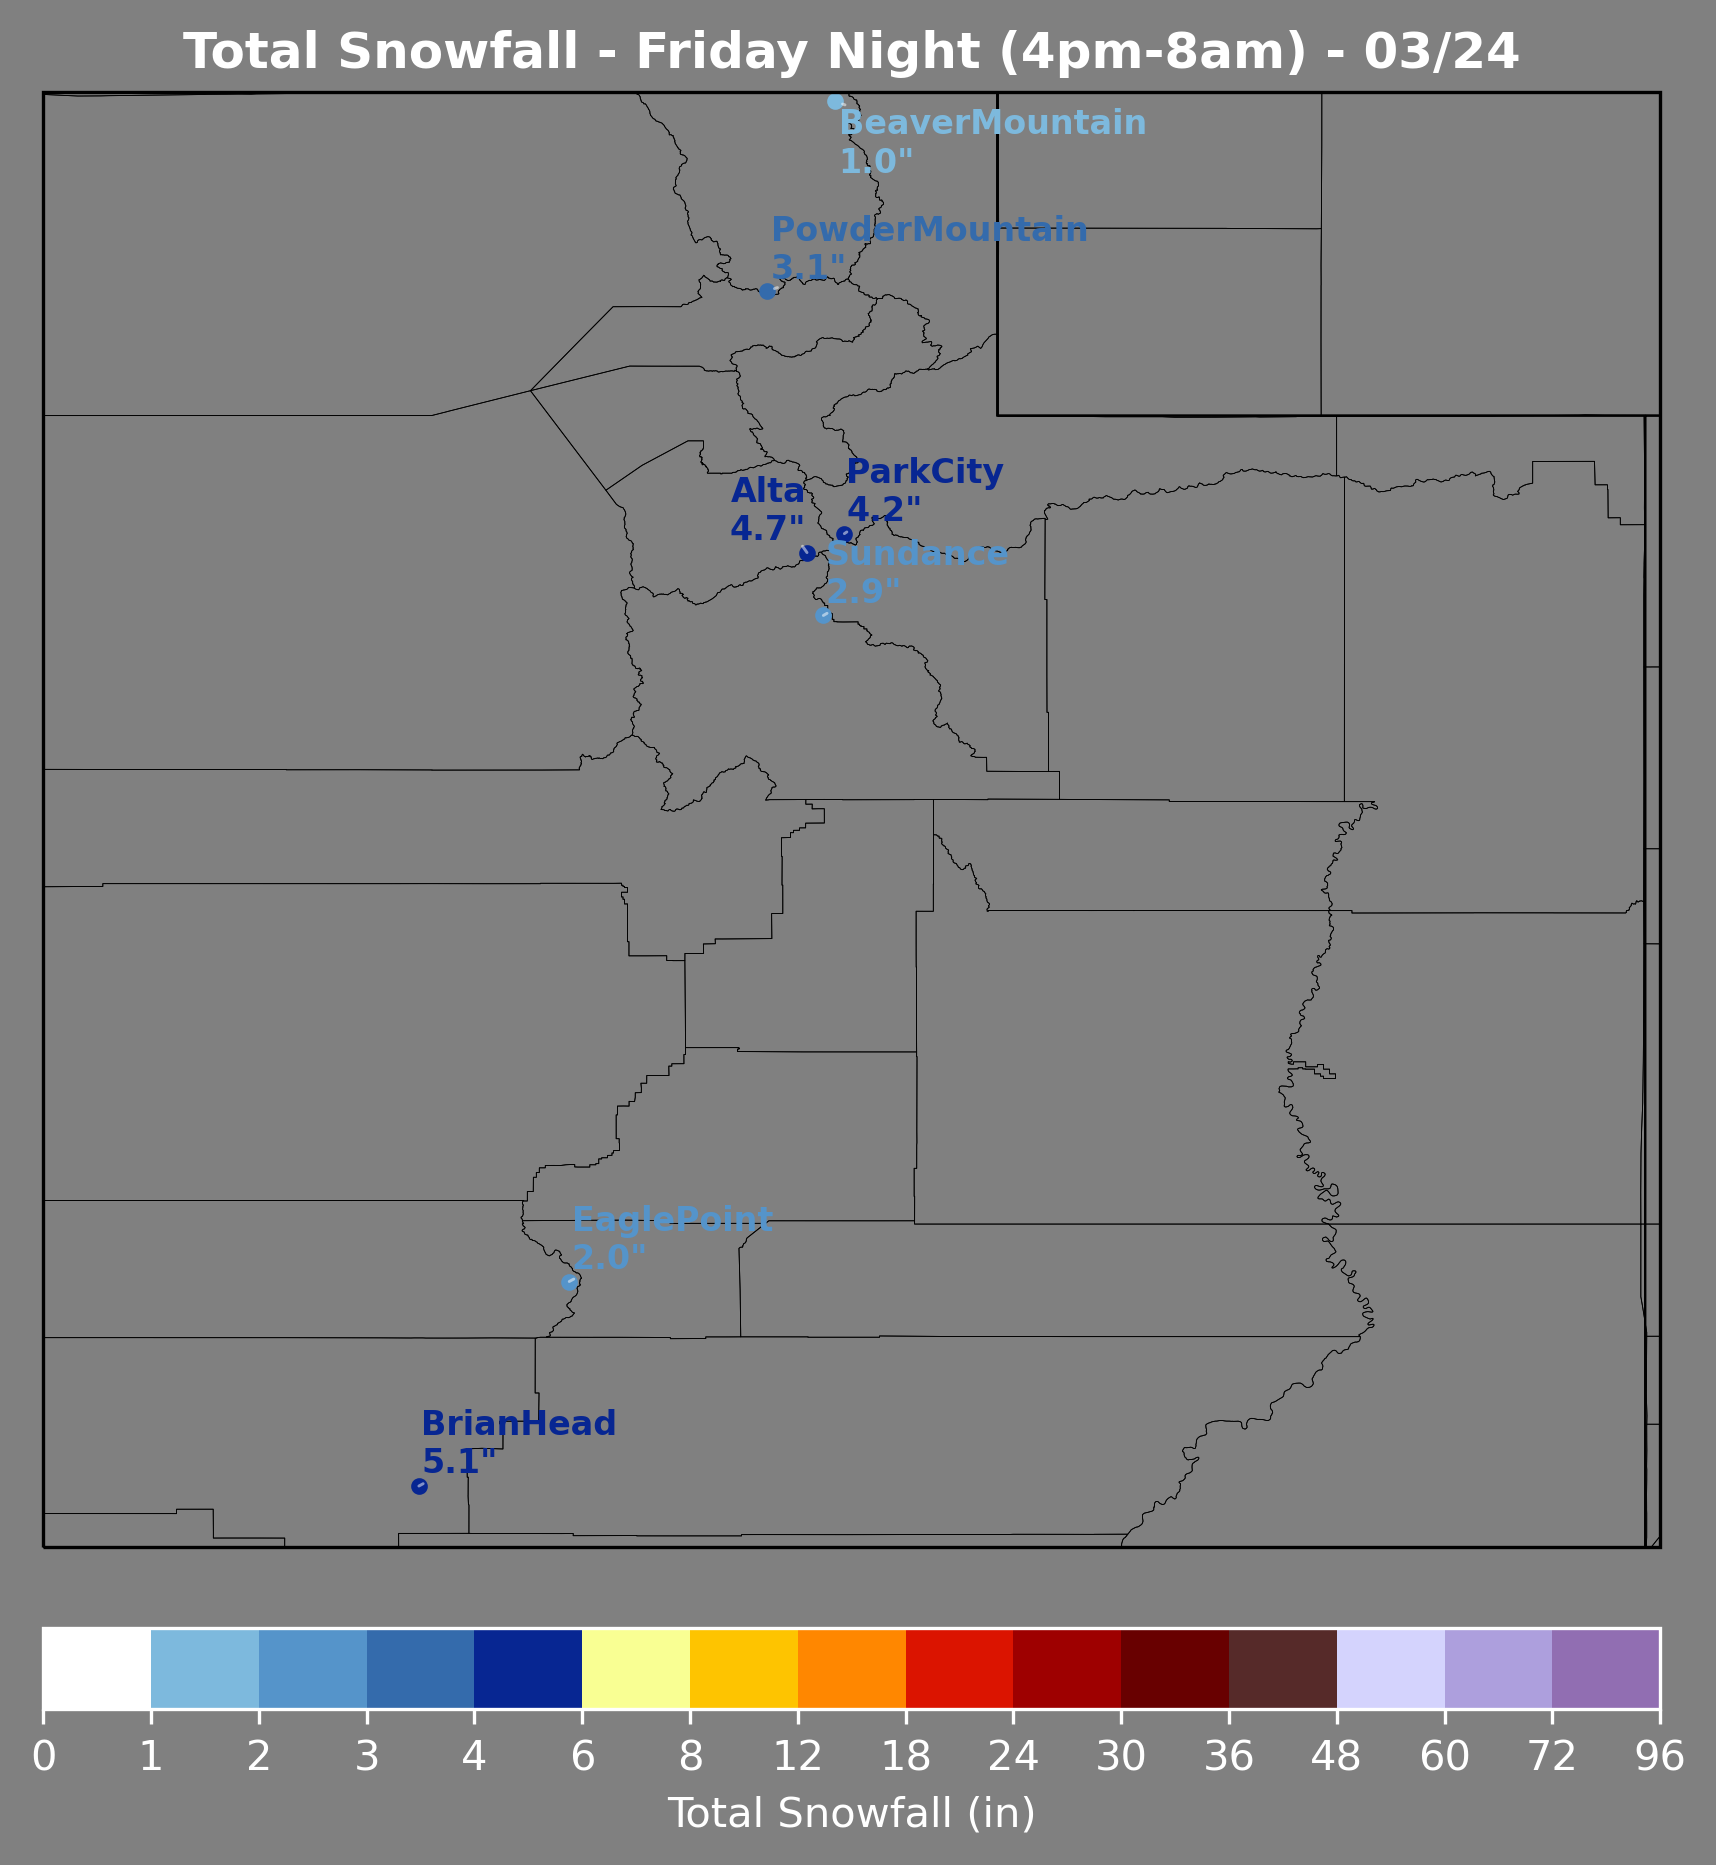 Total Snowfall - Friday Night (4pm-8am) - 03/24
BeaverMountain
1.0"
PowderMountain
3.1"
ParkCity
4.2"
Alta
4.7"
Sundance
2.9"
EaglePoint
2.0"
BrianHead
5.1"
0 1 2 3 4 6 8 12 18 24 30 36 48 60 72 96
Total Snowfall (in)